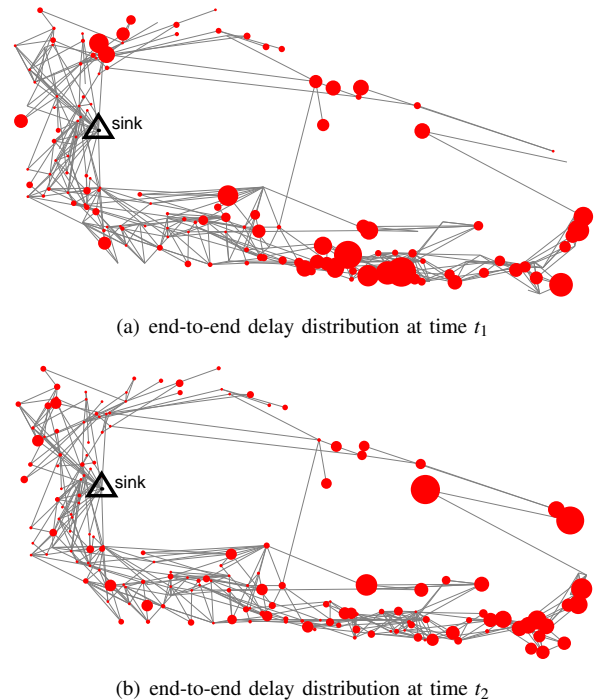 sink
(a) end-to-end delay distribution at time t1
sink
(b) end-to-end delay distribution at time t2